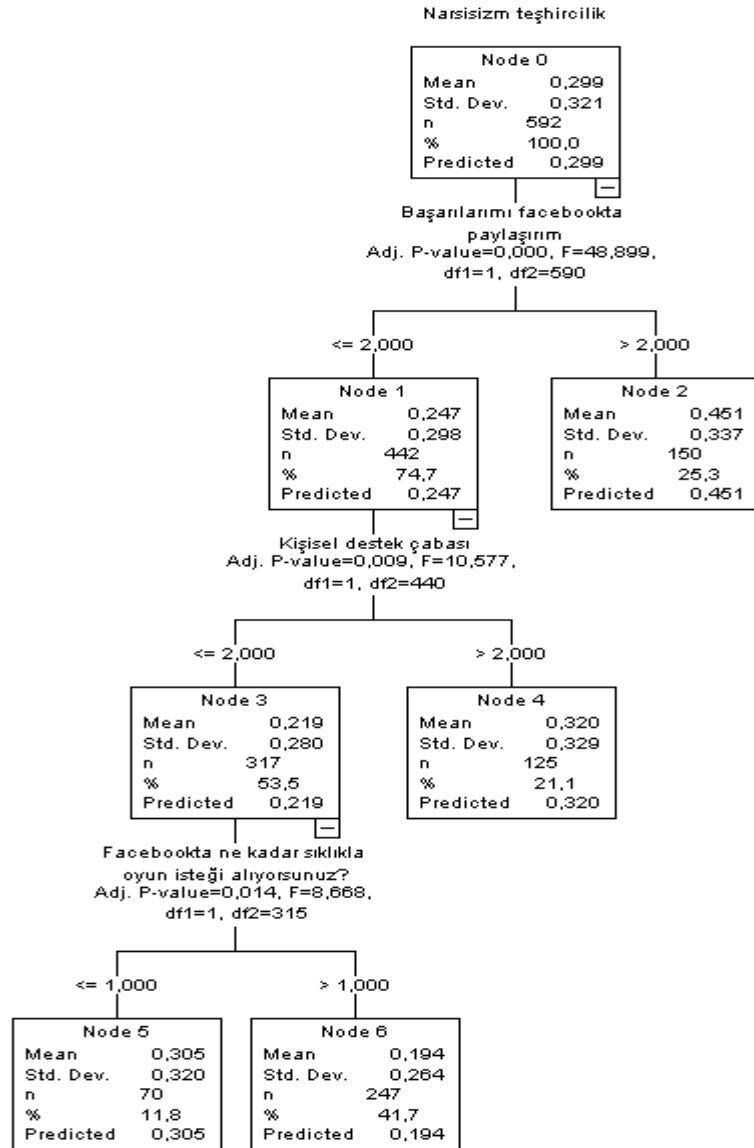 Narsisizm teşhircilik
Node 0
Mean 0,299
Std. Dev. 0,321
n 592
% 100,0
Predicted 0,299
Başarılarımı facebookta
paylaşırım
Adj. P-value=0,000, F=48,899,
df1=1, df2=590
<= 2,000
> 2,000
Node 1
Mean 0,247
Std. Dev. 0,298
n 442
% 74,7
Predicted 0,247
Node 2
Mean 0,451
Std. Dev. 0,337
n 150
% 25,3
Predicted 0,451
Kişisel destek çabası
Adj. P-value=0,009, F=10,577,
df1=1, df2=440
<= 2,000
> 2,000
Node 3
Mean 0,219
Std. Dev. 0,280
n 317
% 53,5
Predicted 0,219
Node 4
Mean 0,320
Std. Dev. 0,329
n 125
% 21,1
Predicted 0,320
Facebookta ne kadar sıklıkla
oyun isteği alıyorsunuz?
Adj. P-value=0,014, F=8,668,
df1=1, df2=315
<= 1,000
> 1,000
Node 5
Mean 0,305
Std. Dev. 0,320
n 70
% 11,8
Predicted 0,305
Node 6
Mean 0,194
Std. Dev. 0,264
n 247
% 41,7
Predicted 0,194